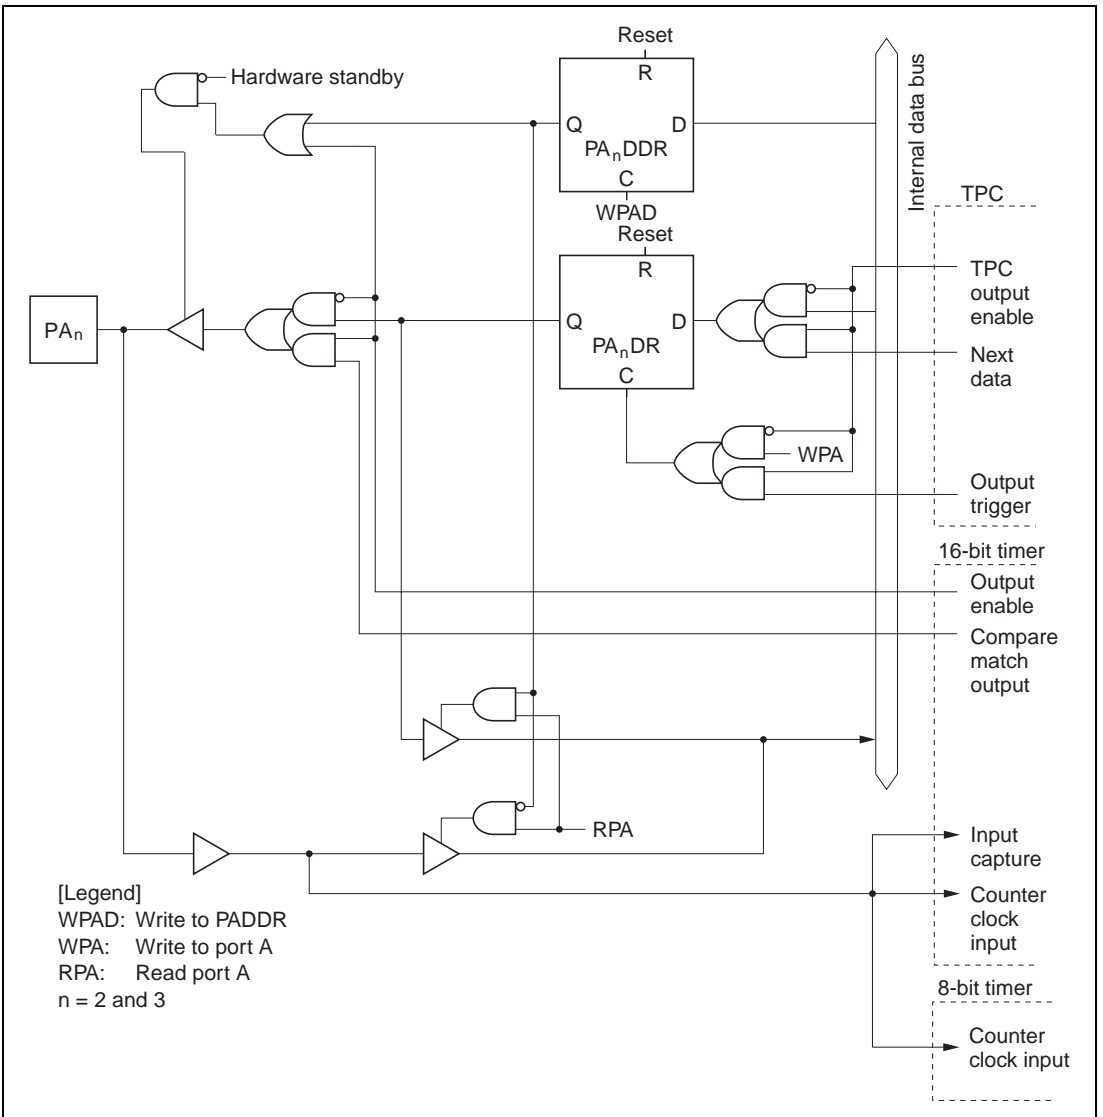 Reset
R
Hardware standby
Q
D
PAnDDR
C
WPAD
Internal data bus
TPC
Reset
R
TPC
output
enable
PAn
Q
D
PAnDR
C
Next
data
WPA
Output
trigger
16-bit timer
Output
enable
Compare
match
output
RPA
Input
capture
Counter
clock
input
[Legend]
WPAD: Write to PADDR
WPA: Write to port A
RPA: Read port A
n = 2 and 3
8-bit timer
Counter
clock input